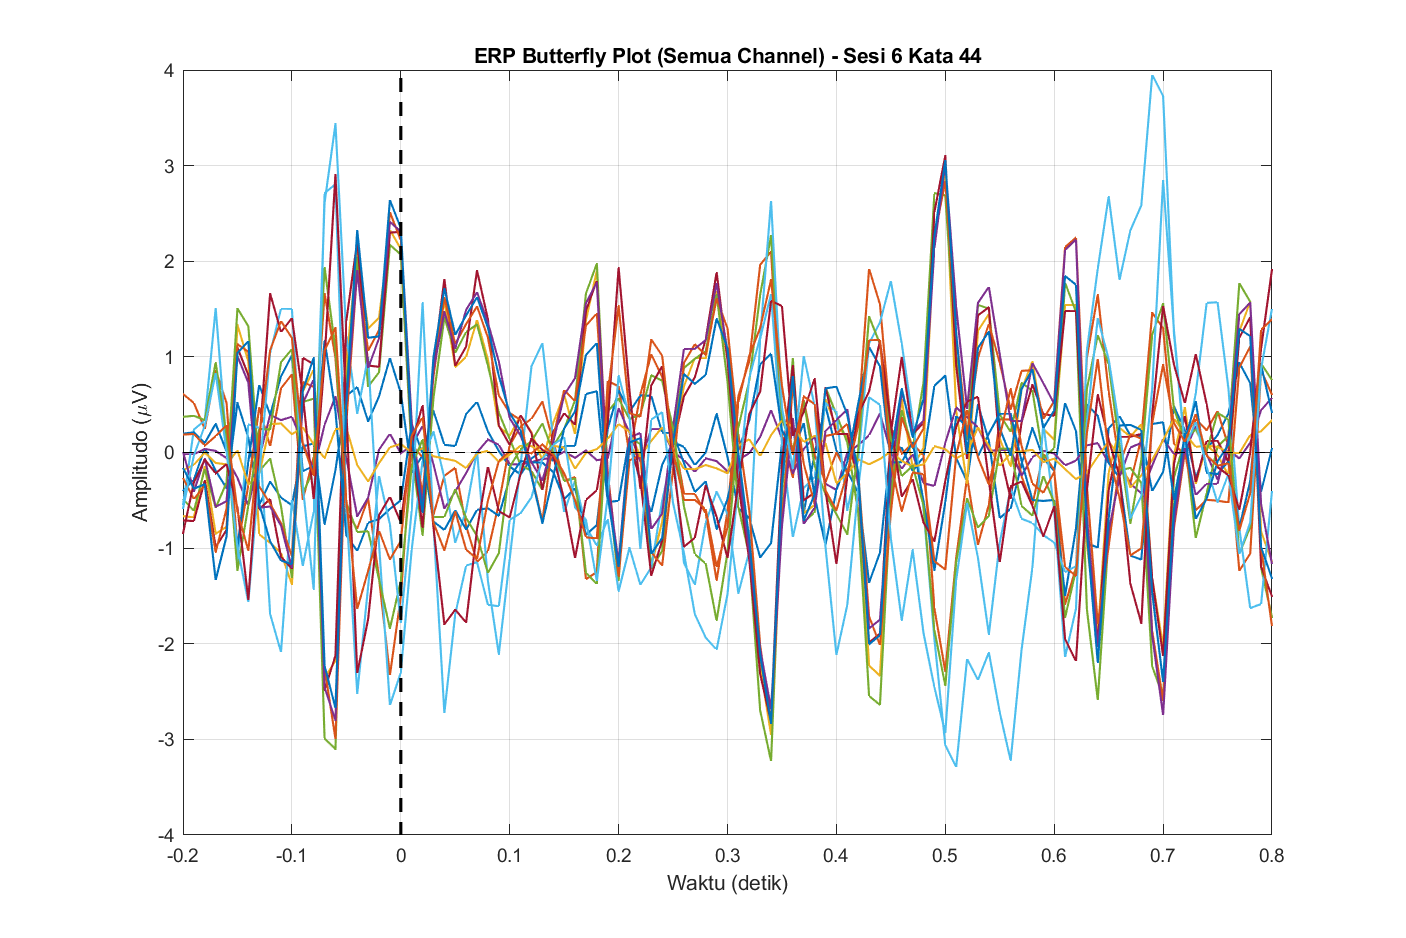 ERP Butterfly Plot (Semua Channel) - Sesi 6 Kata 44
4
3
2
1
0
-1
-2
-3
-4
Amplitudo (μV)
-0.2 -0.1 0 0.1 0.2 0.3 0.4 0.5 0.6 0.7 0.8
Waktu (detik)